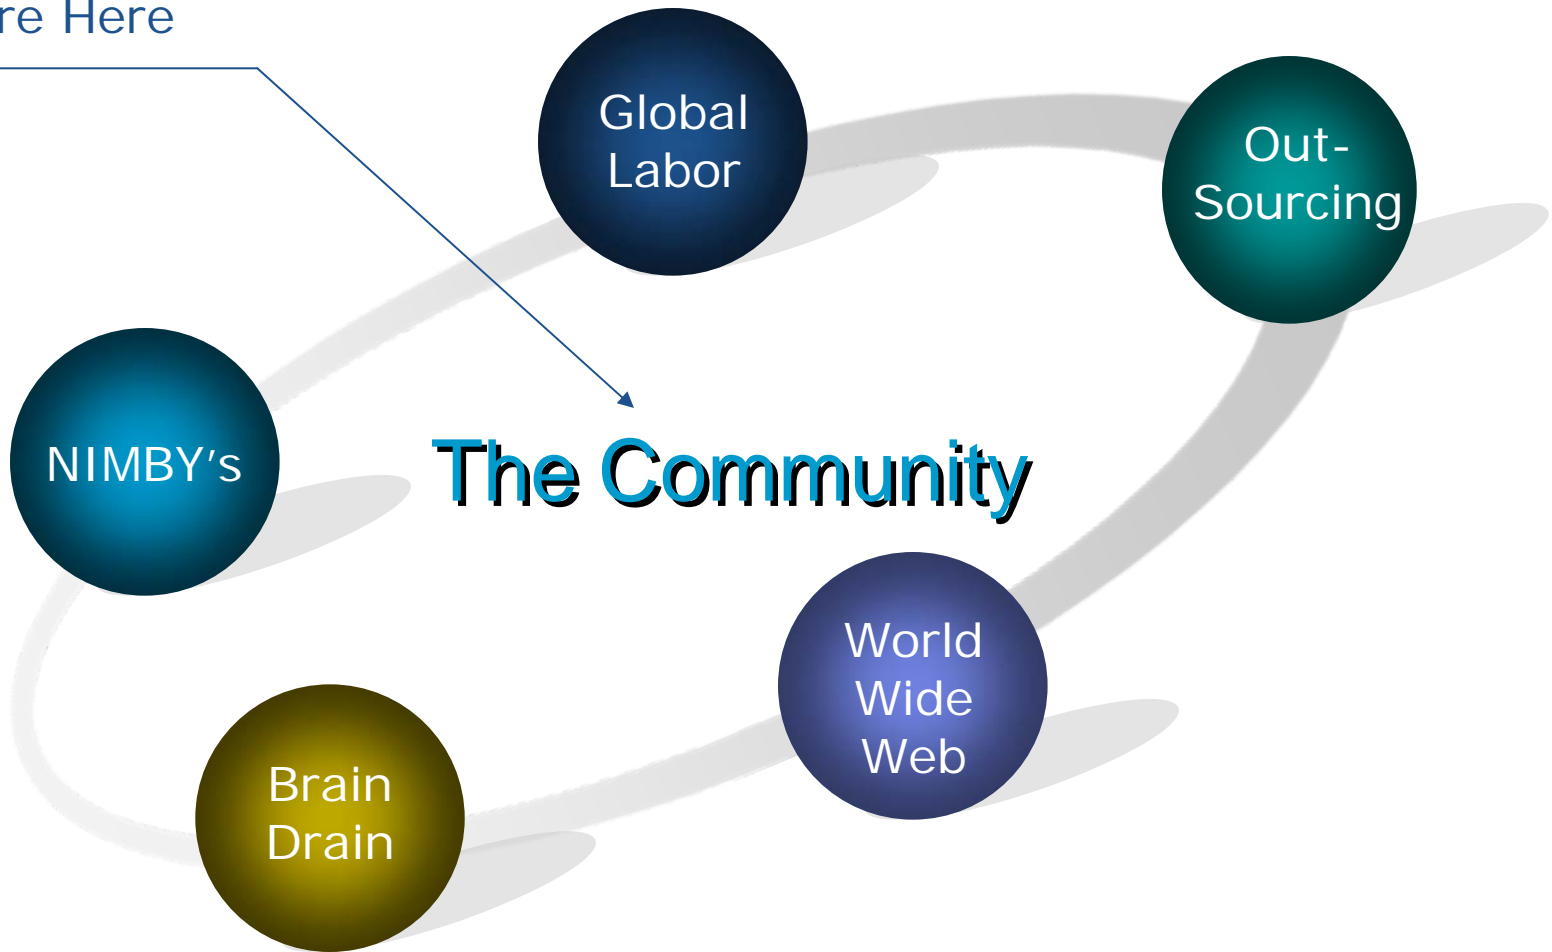 re Here
Global
Labor
Out-
Sourcing
NIMBY's
The Community
World
Wide
Web
Brain
Drain